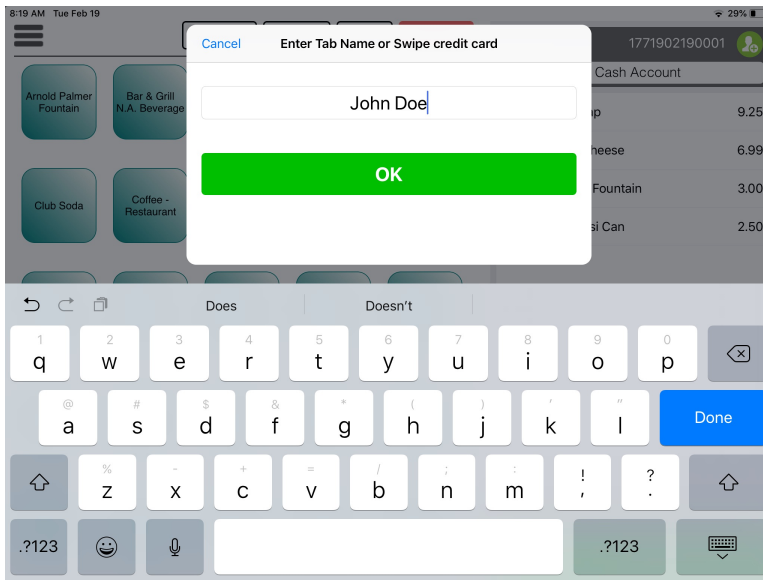 8:19 AM Tue Feb 19
29%
Cancel Enter Tab Name or Swipe credit card
1771902190001
Cash Account
John Doe
OK
Arnold Palmer
Fountain
Bar & Grill
N.A. Beverage
Club Soda
Coffee -
Restaurant
9.25
6.99
Fountain 3.00
Can 2.50
Does Doesn't
1 2 3 4 5 6 7 8 9 0
q w e r t y u i o p
@ # $ & * ( ) ' "
a s d f g h j k l Done
% - + = / ; : ! ?
z x c v b n m , .
.?123 .?123